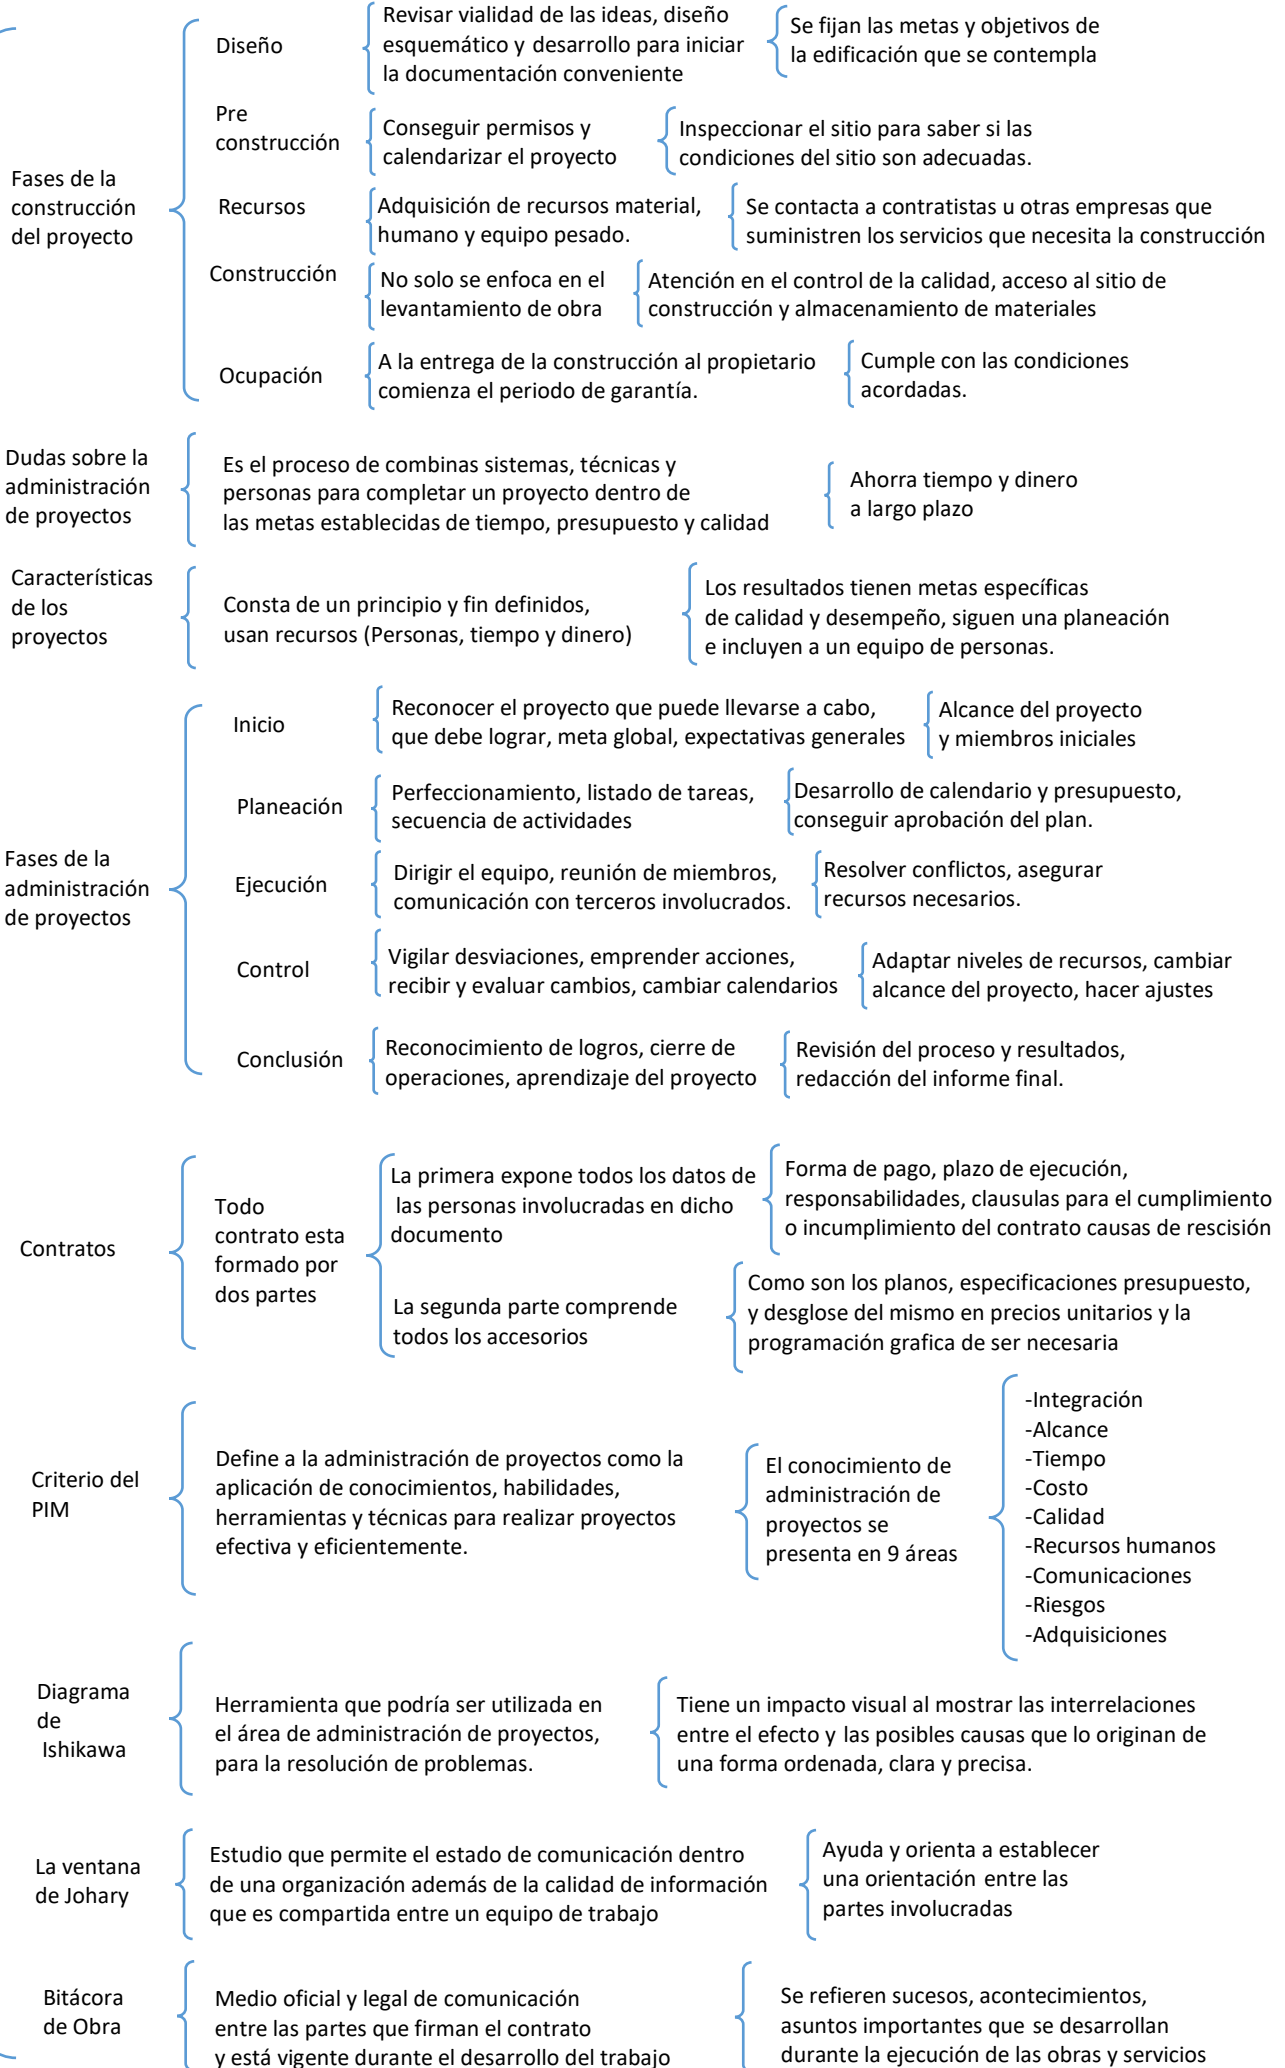 Fases de la
construcción
del proyecto
Diseño
Revisar vialidad de las ideas, diseño
esquemático y desarrollo para iniciar
la documentación conveniente
Se fijan las metas y objetivos de
la edificación que se contempla
Pre
construcción
Conseguir permisos y
calendarizar el proyecto
Inspeccionar el sitio para saber si las
condiciones del sitio son adecuadas.
Recursos
Adquisición de recursos material,
humano y equipo pesado.
Se contacta a contratistas u otras empresas que
suministren los servicios que necesita la construcción
Construcción
No solo se enfoca en el
levantamiento de obra
Atención en el control de la calidad, acceso al sitio de
construcción y almacenamiento de materiales
Ocupación
A la entrega de la construcción al propietario
comienza el periodo de garantía.
Cumple con las condiciones
acordadas.
Dudas sobre la
administración
de proyectos
Es el proceso de combinas sistemas, técnicas y
personas para completar un proyecto dentro de
las metas establecidas de tiempo, presupuesto y calidad
Ahorra tiempo y dinero
a largo plazo
Características
de los
proyectos
Consta de un principio y fin definidos,
usan recursos (Personas, tiempo y dinero)
Los resultados tienen metas específicas
de calidad y desempeño, siguen una planeación
e incluyen a un equipo de personas.
Fases de la
administración
de proyectos
Inicio
Reconocer el proyecto que puede llevarse a cabo,
que debe lograr, meta global, expectativas generales
Alcance del proyecto
y miembros iniciales
Planeación
Perfeccionamiento, listado de tareas,
secuencia de actividades
Desarrollo de calendario y presupuesto,
conseguir aprobación del plan.
Ejecución
Dirigir el equipo, reunión de miembros,
comunicación con terceros involucrados.
Resolver conflictos, asegurar
recursos necesarios.
Control
Vigilar desviaciones, emprender acciones,
recibir y evaluar cambios, cambiar calendarios
Adaptar niveles de recursos, cambiar
alcance del proyecto, hacer ajustes
Conclusión
Reconocimiento de logros, cierre de
operaciones, aprendizaje del proyecto
Revisión del proceso y resultados,
redacción del informe final.
Contratos
Todo
contrato esta
formado por
dos partes
La primera expone todos los datos de
las personas involucradas en dicho
documento
Forma de pago, plazo de ejecución,
responsabilidades, clausulas para el cumplimiento
o incumplimiento del contrato causas de rescisión
La segunda parte comprende
todos los accesorios
Como son los planos, especificaciones presupuesto,
y desglose del mismo en precios unitarios y la
programación grafica de ser necesaria
Criterio del
PIM
Define a la administración de proyectos como la
aplicación de conocimientos, habilidades,
herramientas y técnicas para realizar proyectos
efectiva y eficientemente.
El conocimiento de
administración de
proyectos se
presenta en 9 áreas
-Integración
-Alcance
-Tiempo
-Costo
-Calidad
-Recursos humanos
-Comunicaciones
-Riesgos
-Adquisiciones
Diagrama
de
Ishikawa
Herramienta que podría ser utilizada en
el área de administración de proyectos,
para la resolución de problemas.
Tiene un impacto visual al mostrar las interrelaciones
entre el efecto y las posibles causas que lo originan de
una forma ordenada, clara y precisa.
La ventana
de Johary
Estudio que permite el estado de comunicación dentro
de una organización además de la calidad de información
que es compartida entre un equipo de trabajo
Ayuda y orienta a establecer
una orientación entre las
partes involucradas
Bitácora
de Obra
Medio oficial y legal de comunicación
entre las partes que firman el contrato
y está vigente durante el desarrollo del trabajo
Se refieren sucesos, acontecimientos,
asuntos importantes que se desarrollan
durante la ejecución de las obras y servicios